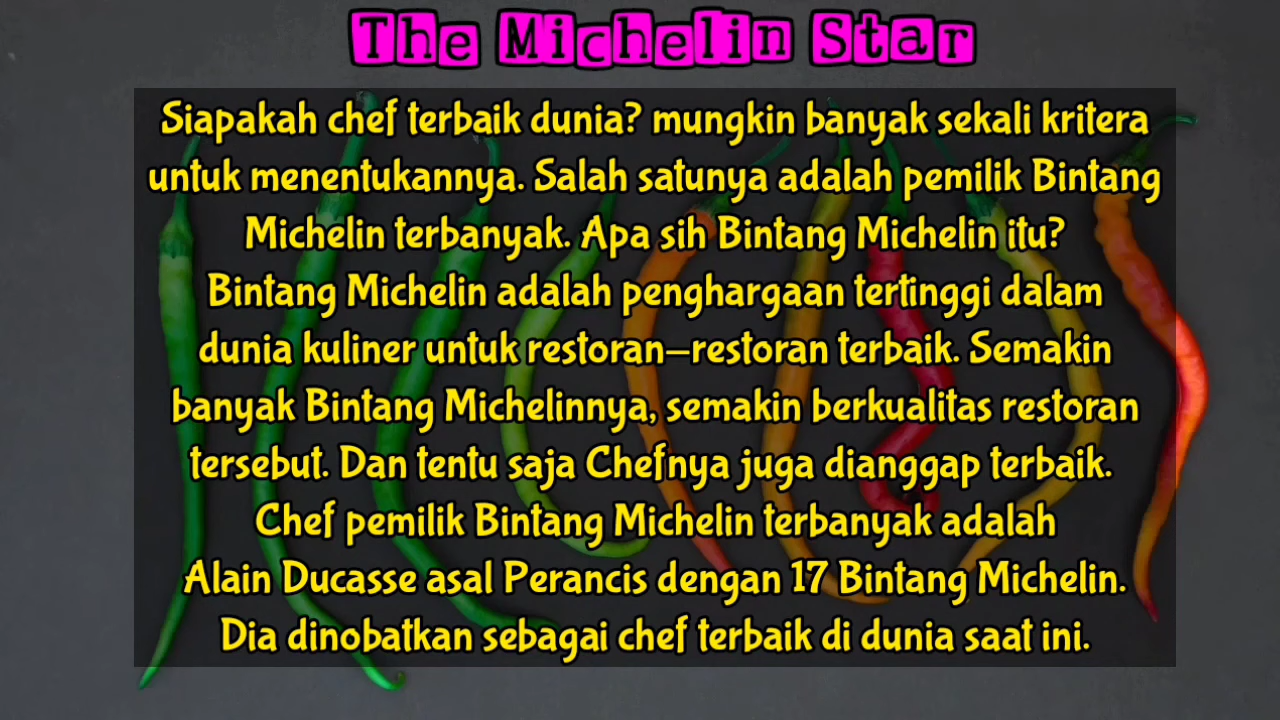 The Michelin Star
Siapakah chef terbaik dunia? mungkin banyak sekali kritera
untuk menentukannya. Salah satunya adalah pemilik Bintang
Michelin terbanyak. Apa sih Bintang Michelin itu?
Bintang Michelin adalah penghargaan tertinggi dalam
dunia kuliner untuk restoran-restoran terbaik. Semakin
banyak Bintang Michelinnya, semakin berkualitas restoran
tersebut. Dan tentu saja Chefnya juga dianggap terbaik.
Chef pemilik Bintang Michelin terbanyak adalah
Alain Ducasse asal Perancis dengan 17 Bintang Michelin.
Dia dinobatkan sebagai chef terbaik di dunia saat ini.